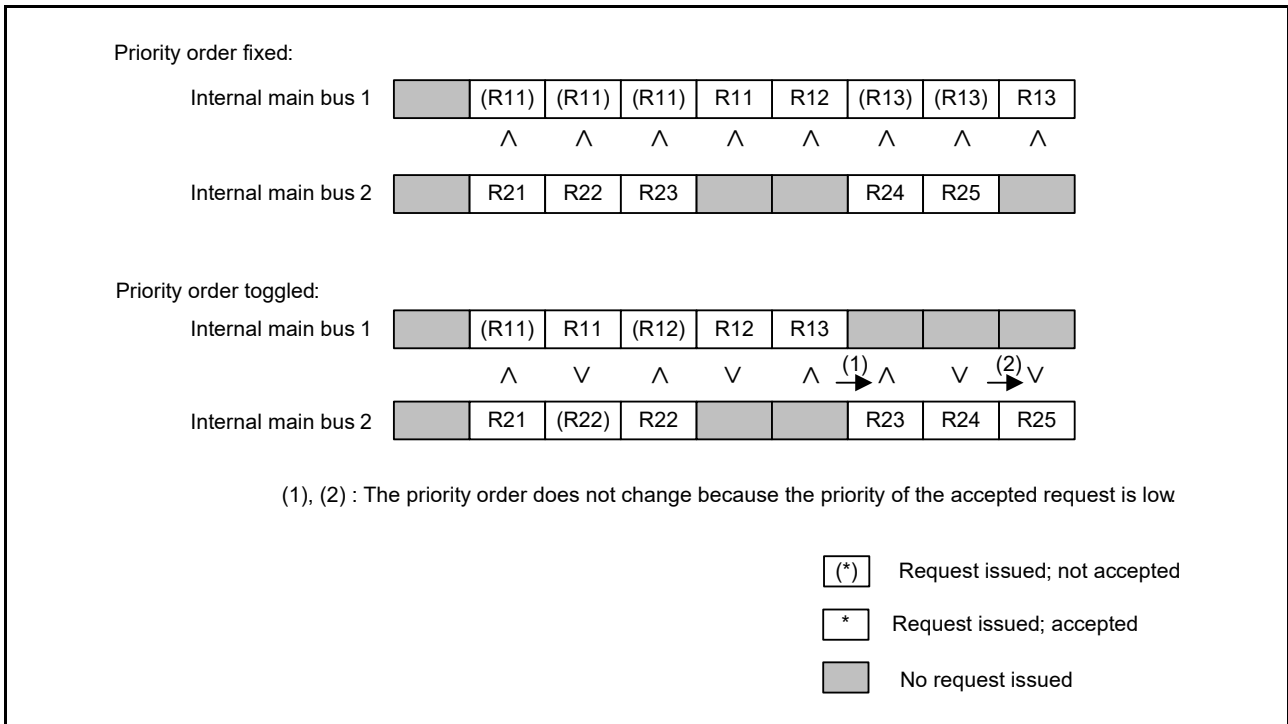 Priority order fixed:
Internal main bus 1 (R11) (R11) (R11) R11 R12 (R13) (R13) R13
∧ ∧ ∧ ∧ ∧ ∧ ∧ ∧
Internal main bus 2 R21 R22 R23 R24 R25
Priority order toggled:
Internal main bus 1 (R11) R11 (R12) R12 R13
∧ ∨ ∧ ∨ ∧ (1) ∧ ∨ (2) ∨
Internal main bus 2 R21 (R22) R22 R23 R24 R25
(1), (2) : The priority order does not change because the priority of the accepted request is low.
(*) Request issued; not accepted
* Request issued; accepted
No request issued